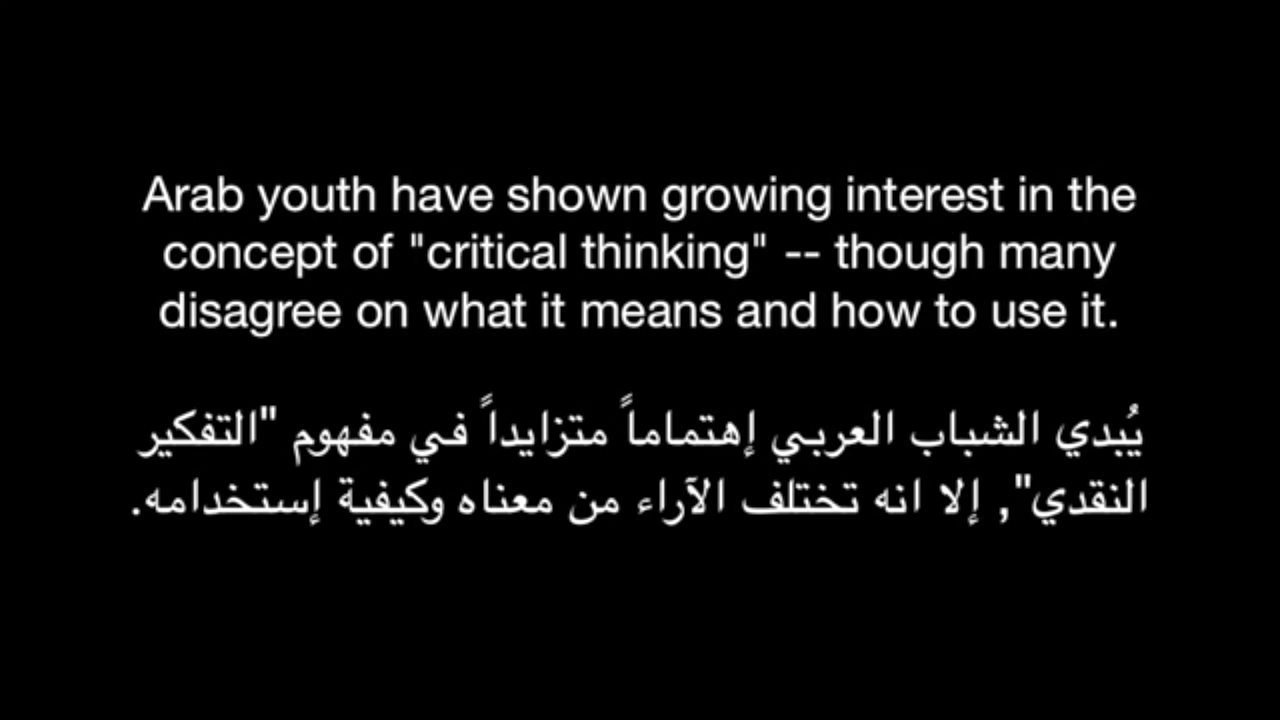 Arab youth have shown growing interest in the
concept of "critical thinking" -- though many
disagree on what it means and how to use it.
يُبدي الشباب العربي إهتماماً متزايداً في مفهوم "التفكير
النقدي", إلا انه تختلف الآراء من معناه وكيفية إستخدامه.